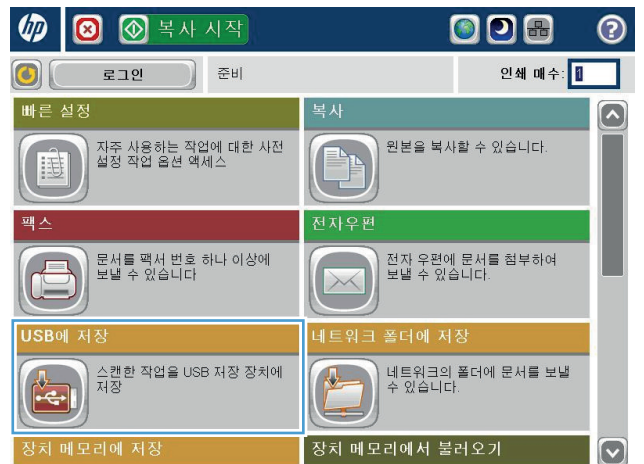 hp 복사 시작 ?
로그인 준비 인쇄 매수: 1
빠른 설정
자주 사용하는 작업에 대한 사전
설정 작업 옵션 액세스
복사
원본을 복사할 수 있습니다.
팩스
문서를 팩서 번호 하나 이상에
보낼 수 있습니다
전자우편
전자 우편에 문서를 첨부하여
보낼 수 있습니다.
USB에 저장
스캔한 작업을 USB 저장 장치에
저장
네트워크 폴더에 저장
네트워크의 폴더에 문서를 보낼
수 있습니다.
장치 메모리에 저장
장치 메모리에서 불러오기